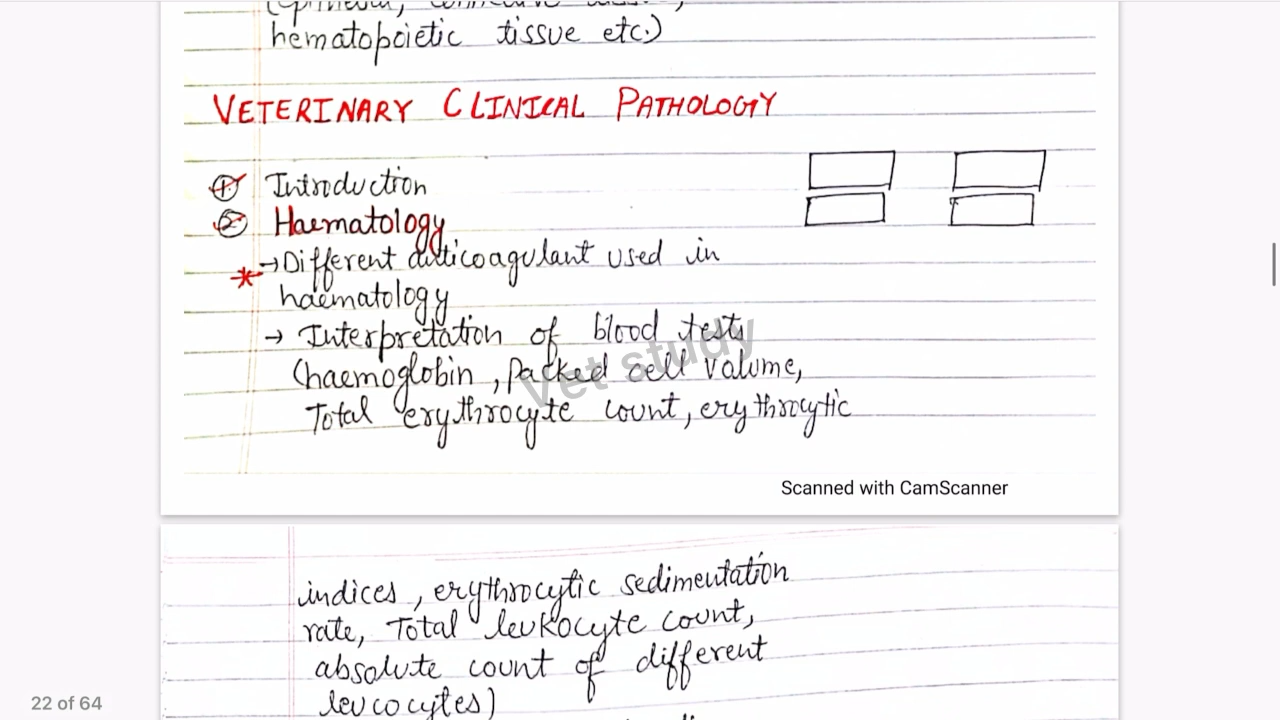 hematopoietic tissue etc.)
VETERINARY CLINICAL PATHOLOGY
① Introduction
② Haematology
* → Different anticoagulant used in
haematology
→ Interpretation of blood tests
(haemoglobin, packed cell volume,
Total erythrocyte count, erythrocytic
Vet study
Scanned with CamScanner
indices, erythrocytic sedimentation
rate, Total leukocyte count,
absolute count of different
leucocytes)
22 of 64